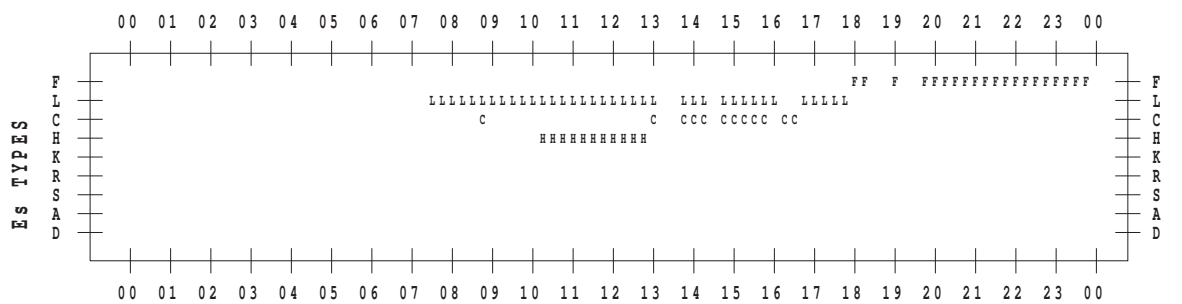 00 01 02 03 04 05 06 07 08 09 10 11 12 13 14 15 16 17 18 19 20 21 22 23 00
F FF F FFFFFFFFFFFFFFFFF F
L LLLLLLLLLLLLLLLLLLLLLLL LLL LLLLLL LLLLL L
C C C CCC CCCCC CC C
H HHHHHHHHHHH H
K K
R R
S S
A A
D D
Es TYPES
00 01 02 03 04 05 06 07 08 09 10 11 12 13 14 15 16 17 18 19 20 21 22 23 00